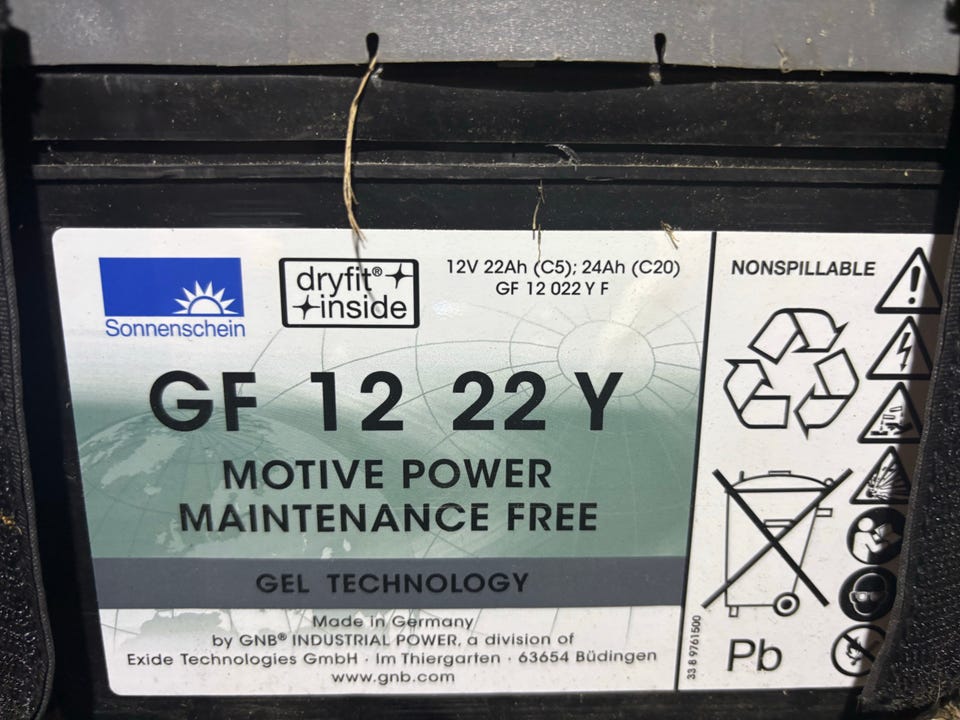 Sonnenschein
dryfit®
inside
12V 22Ah (C5); 24Ah (C20)
GF 12 022 Y F
GF 12 22 Y
MOTIVE POWER
MAINTENANCE FREE
GEL TECHNOLOGY
Made in Germany
by GNB® INDUSTRIAL POWER, a division of
Exide Technologies GmbH · Im Thiergarten · 63654 Büdingen
www.gnb.com
NONSPILLABLE
Pb
33 8 9761500